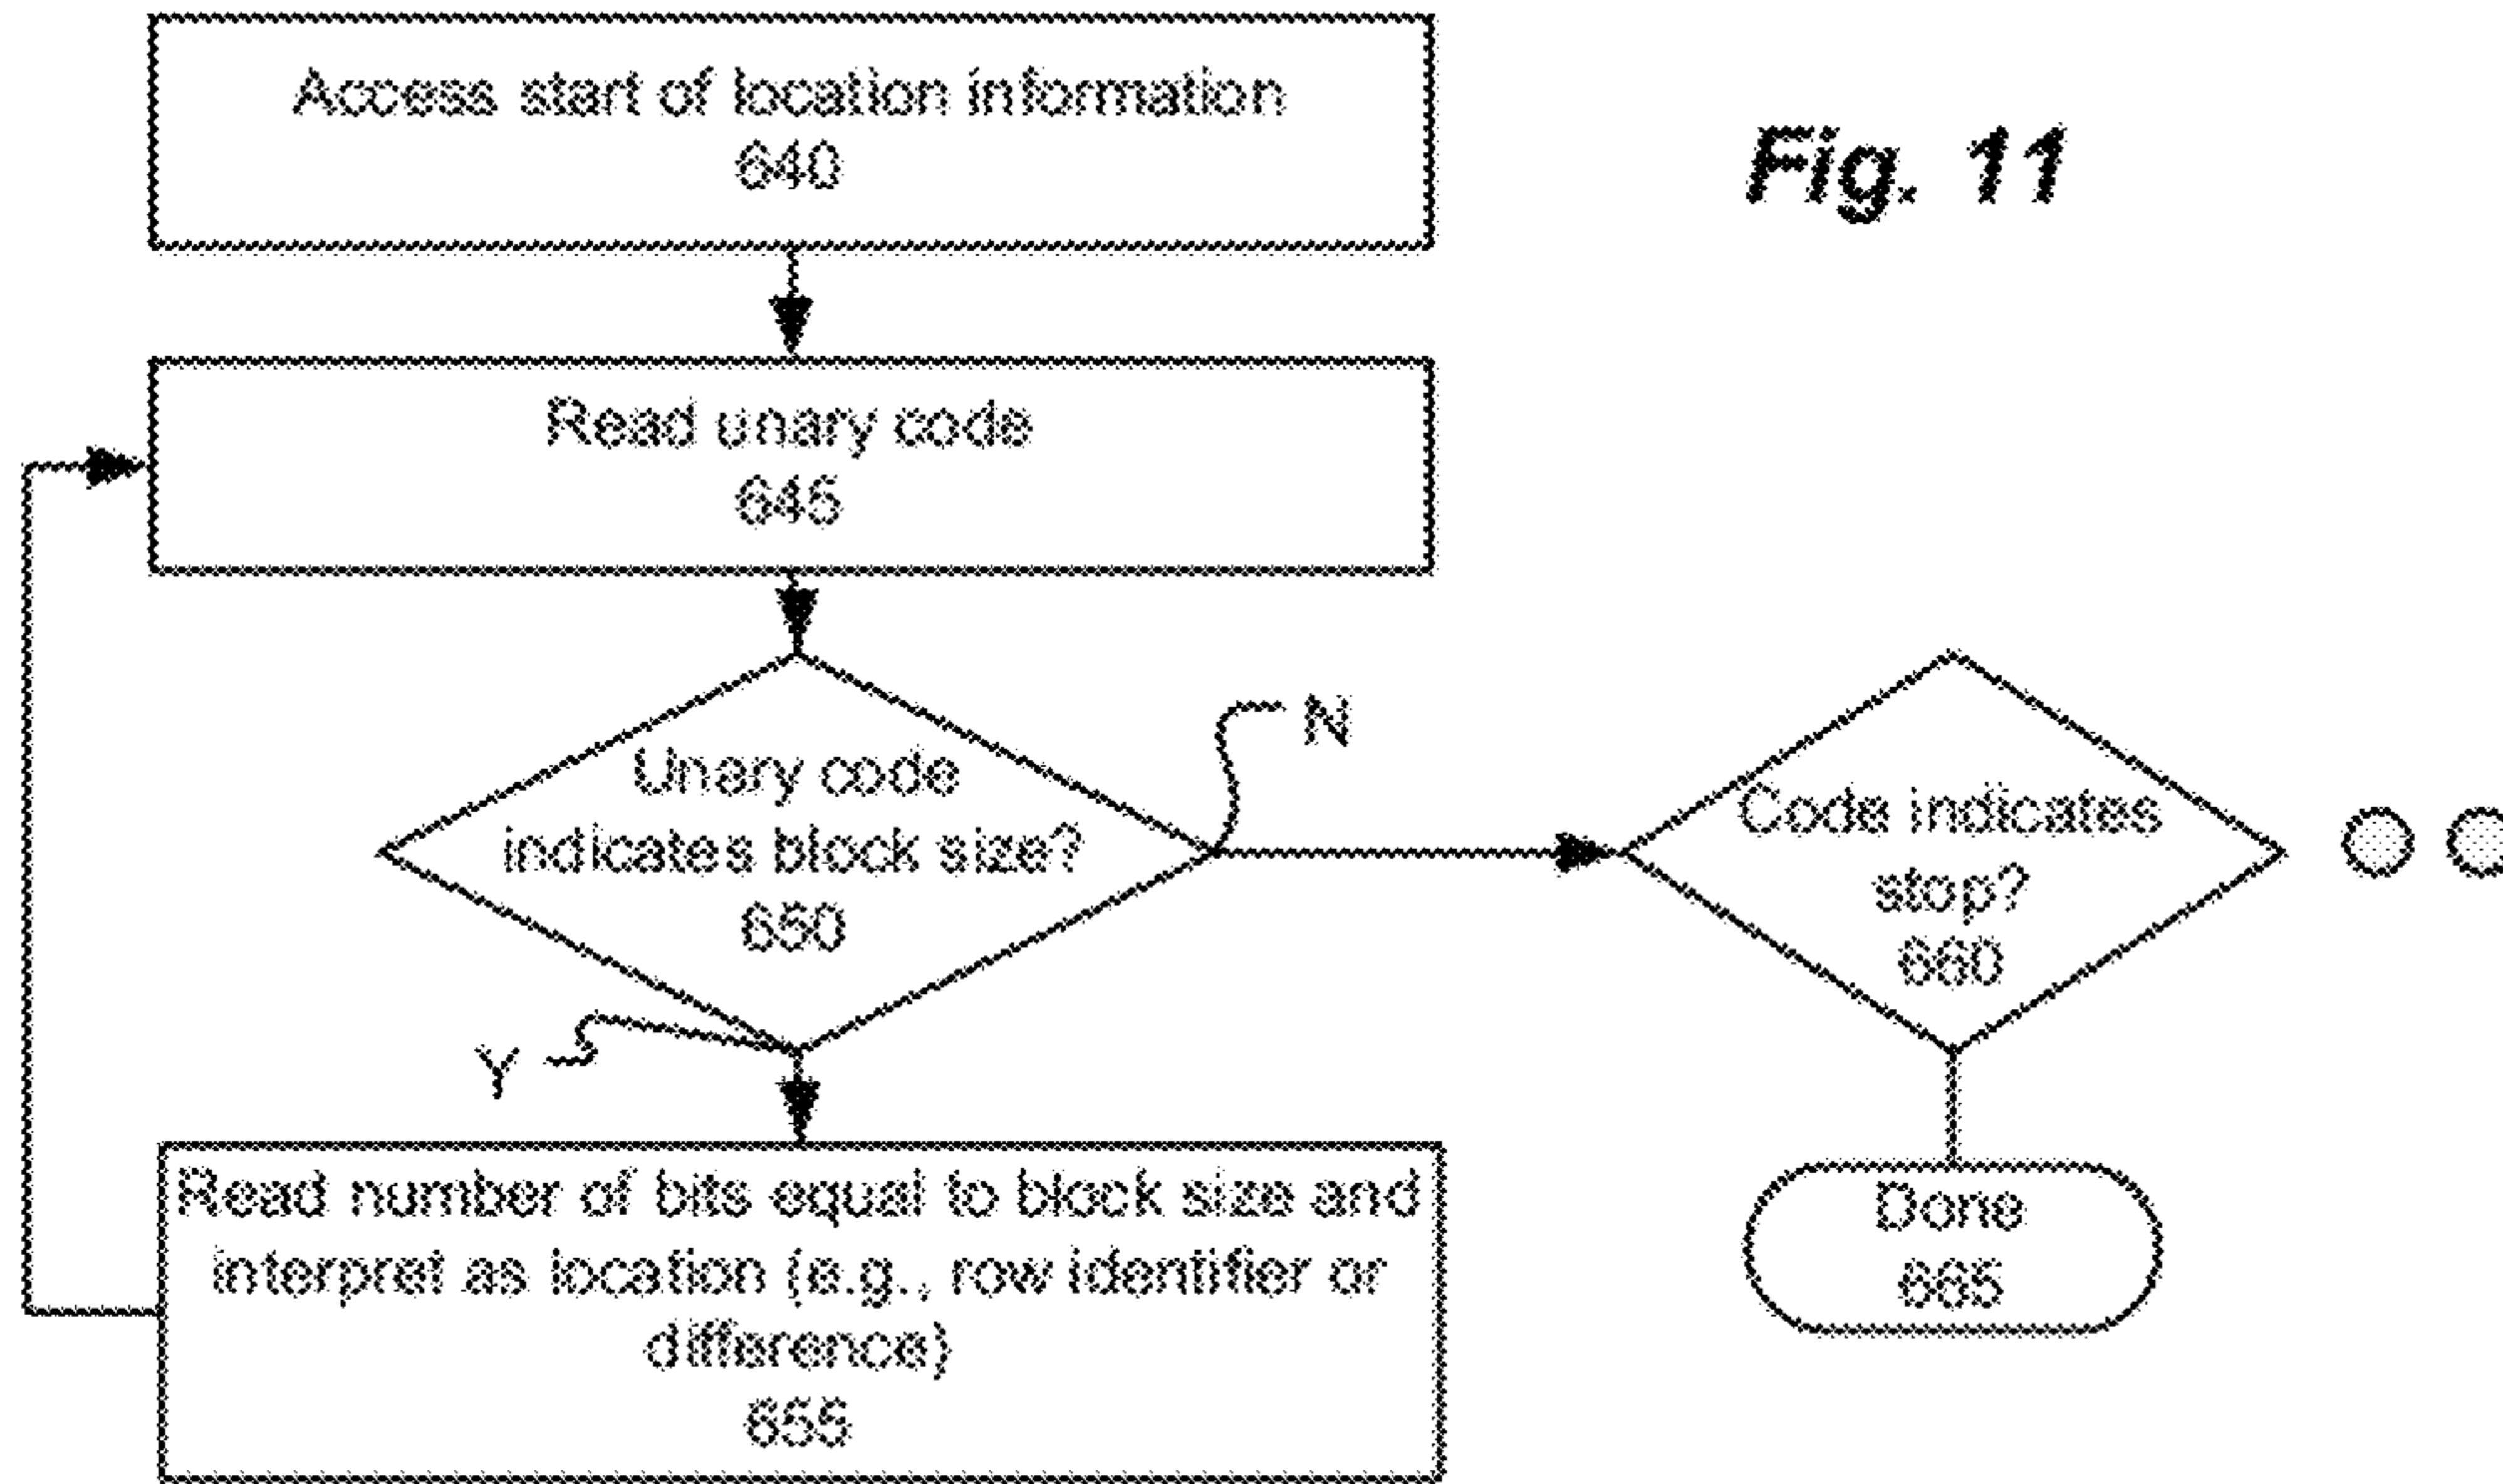 Access start of location information
640
Fig. 11
Read unary code
645
N
Unary code
indicates block size?
650
Code indicates
stop?
660
Y
Read number of bits equal to block size and
interpret as location (e.g., row identifier or
difference)
655
Done
665